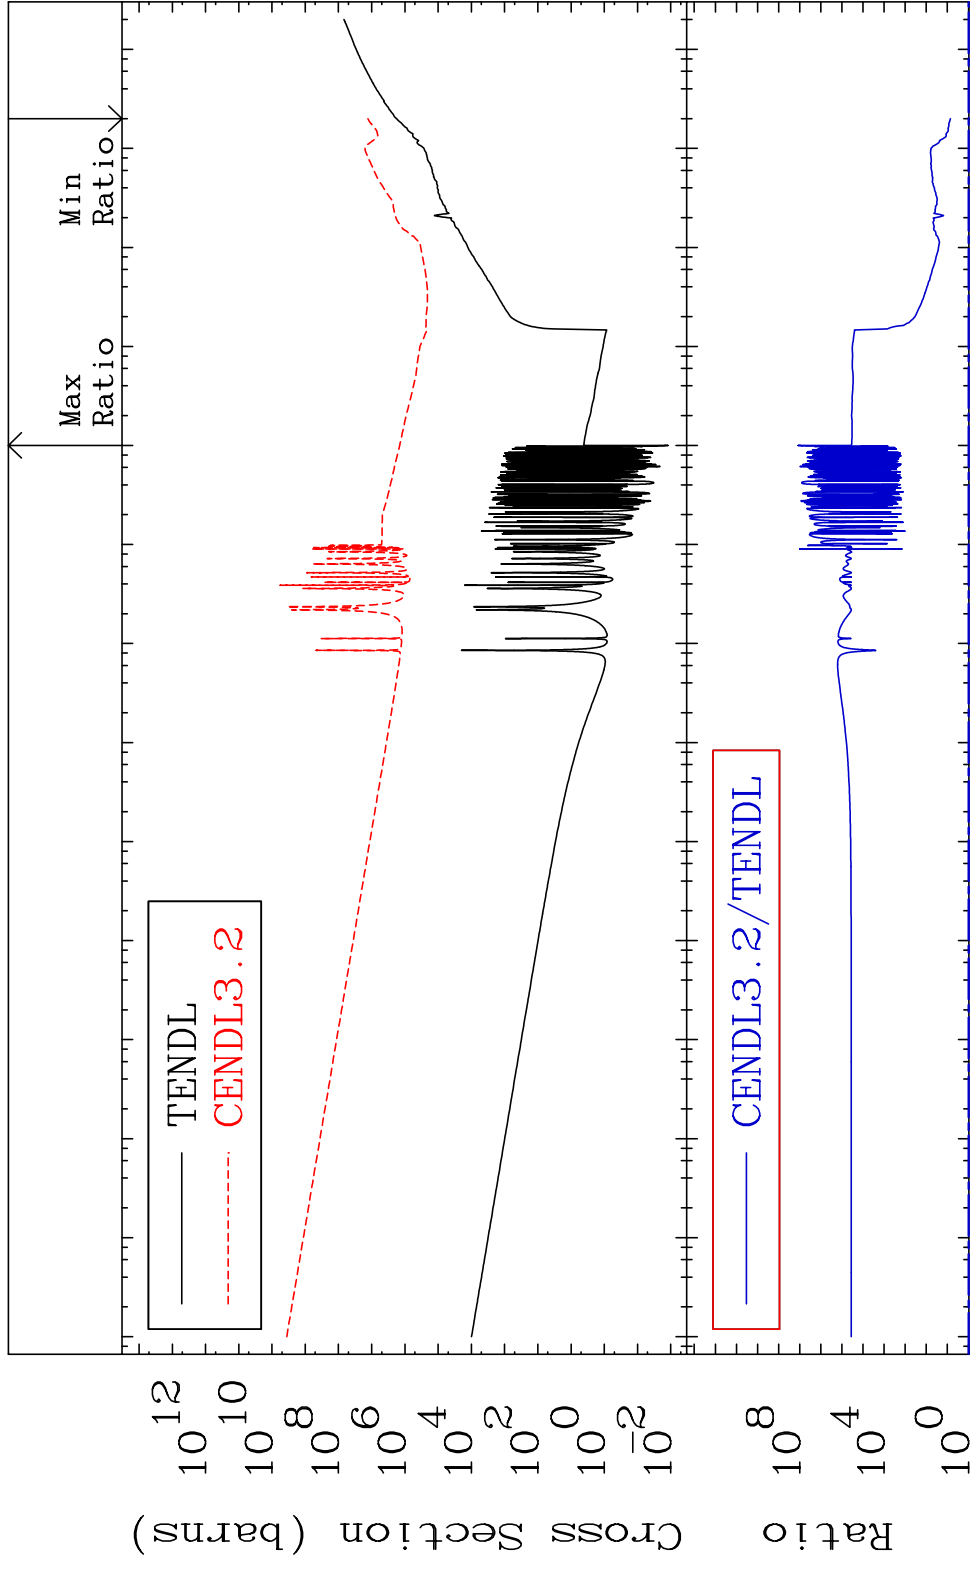 Max
Ratio
Min
Ratio
TENDL
CENDL3.2
Cross Section (barns)
10 12
10 10
10 8
10 6
10 4
10 2
10 0
10 -2
CENDL3.2/TENDL
Ratio
10 8
10 4
10 0